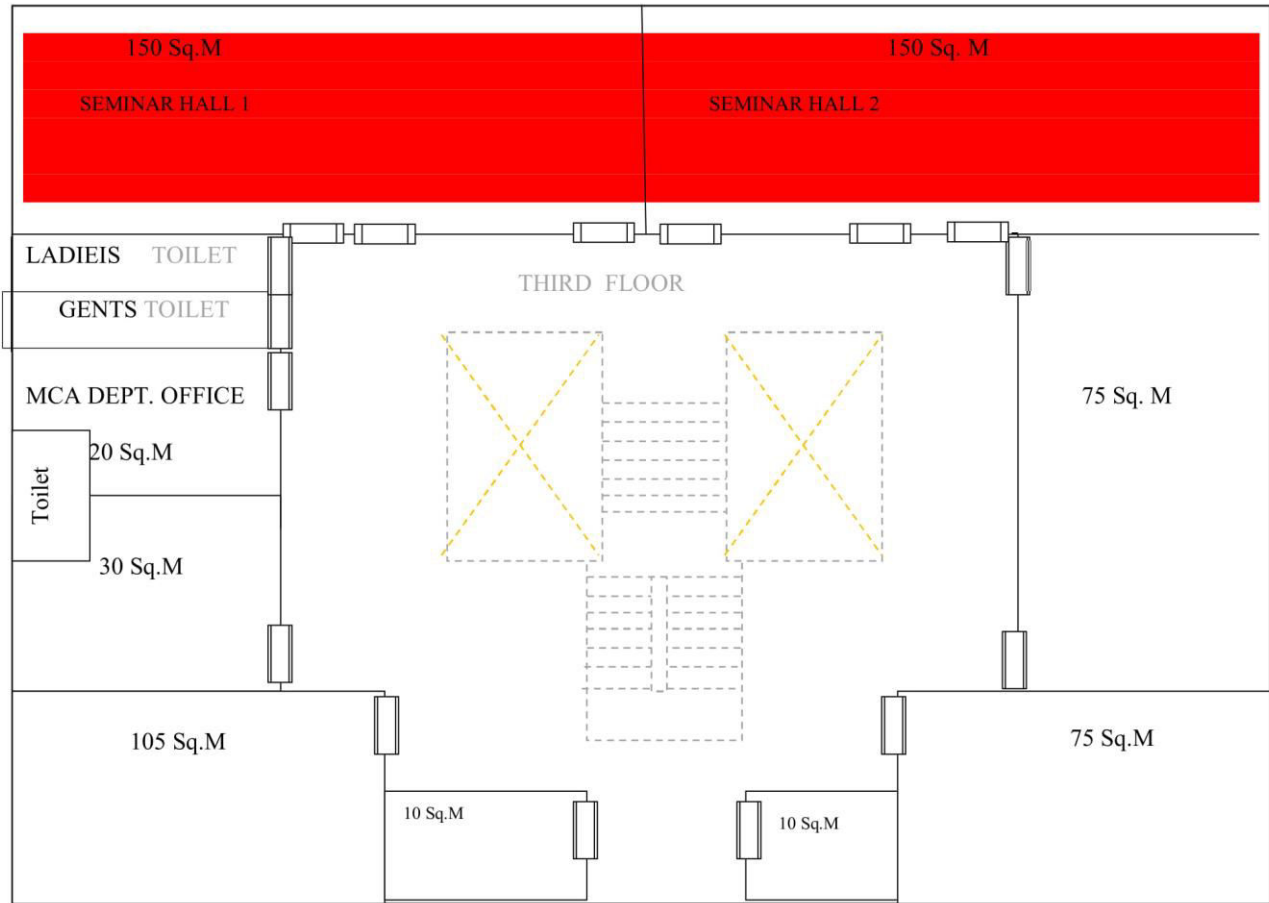 150 Sq.M
150 Sq. M
SEMINAR HALL 1
SEMINAR HALL 2
LADIEIS TOILET
THIRD FLOOR
GENTS TOILET
MCA DEPT. OFFICE
75 Sq. M
20 Sq.M
Toilet
30 Sq.M
105 Sq.M
75 Sq.M
10 Sq.M
10 Sq.M